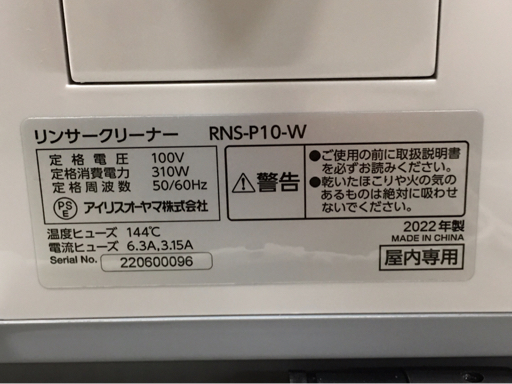 リンサークリーナー RNS-P10-W
定格電圧 100V
定格消費電力 310W
定格周波数 50/60Hz
PSE アイリスオーヤマ株式会社
温度ヒューズ 144℃
電流ヒューズ 6.3A,3.15A
Serial No. 220600096
⚠警告
●ご使用の前に取扱説明書
を必ずお読みください。
●乾いたほこりや火の気の
あるものは絶対に吸わせ
ないでください。
2022年製
MADE IN CHINA
屋内専用